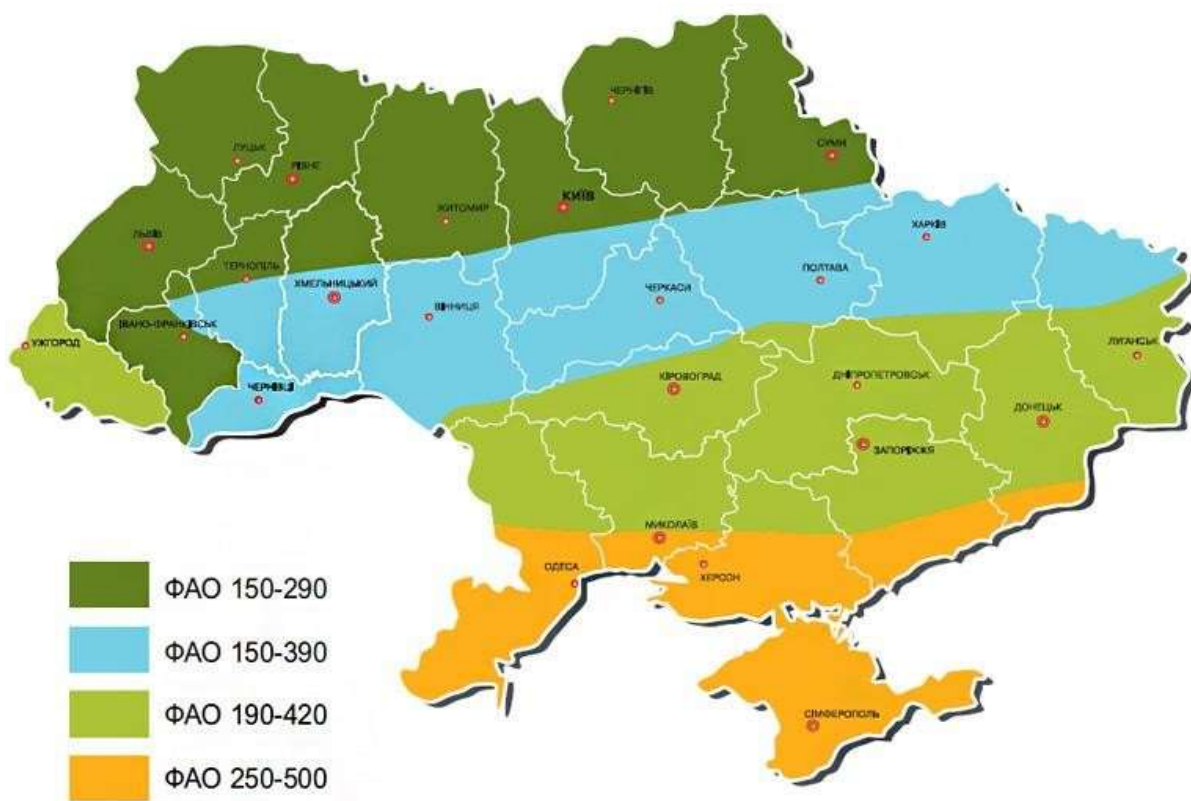 ЧЕРНІГІВ
СУМИ
ЛУЦЬК
РІВНЕ
КИЇВ
ЖИТОМИР
ЛЬВІВ
ХАРКІВ
ТЕРНОПІЛЬ
ХМЕЛЬНИЦЬКИЙ
ПОЛТАВА
ВІННИЦЯ
ЧЕРКАСИ
ІВАНО-ФРАНКІВСЬК
УЖГОРОД
ЛУГАНСЬК
ЧЕРНІВЦІ
КІРОВОГРАД
ДНІПРОПЕТРОВСЬК
ДОНЕЦЬК
ЗАПОРІЖЖЯ
МИКОЛАЇВ
ОДЕСА
ХЕРСОН
СІМФЕРОПОЛЬ
ФАО 150-290
ФАО 150-390
ФАО 190-420
ФАО 250-500